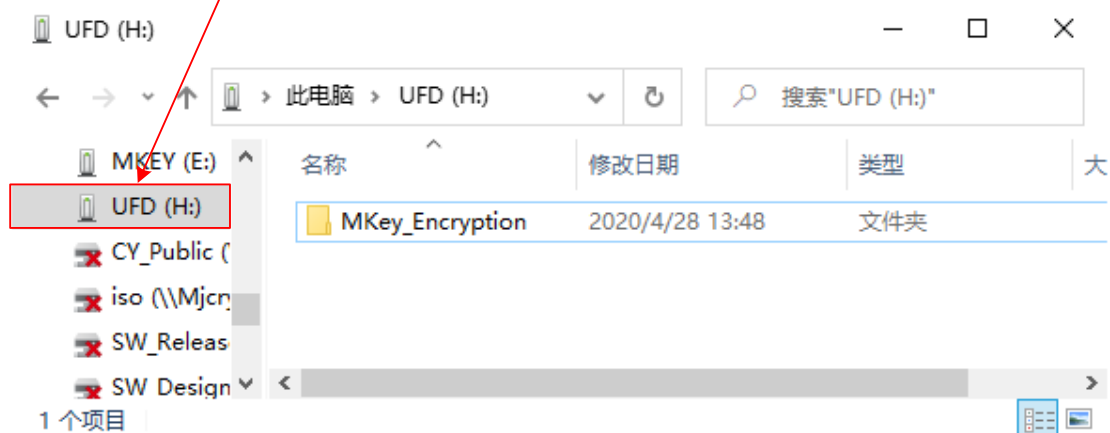 UFD (H:)
此电脑 > UFD (H:)
搜索"UFD (H:)"
名称
修改日期
类型
大
MKEY (E:)
UFD (H:)
CY_Public (
iso (\\Mjcry
SW_Releas
SW Design
MKey_Encryption
2020/4/28 13:48
文件夹
1 个项目